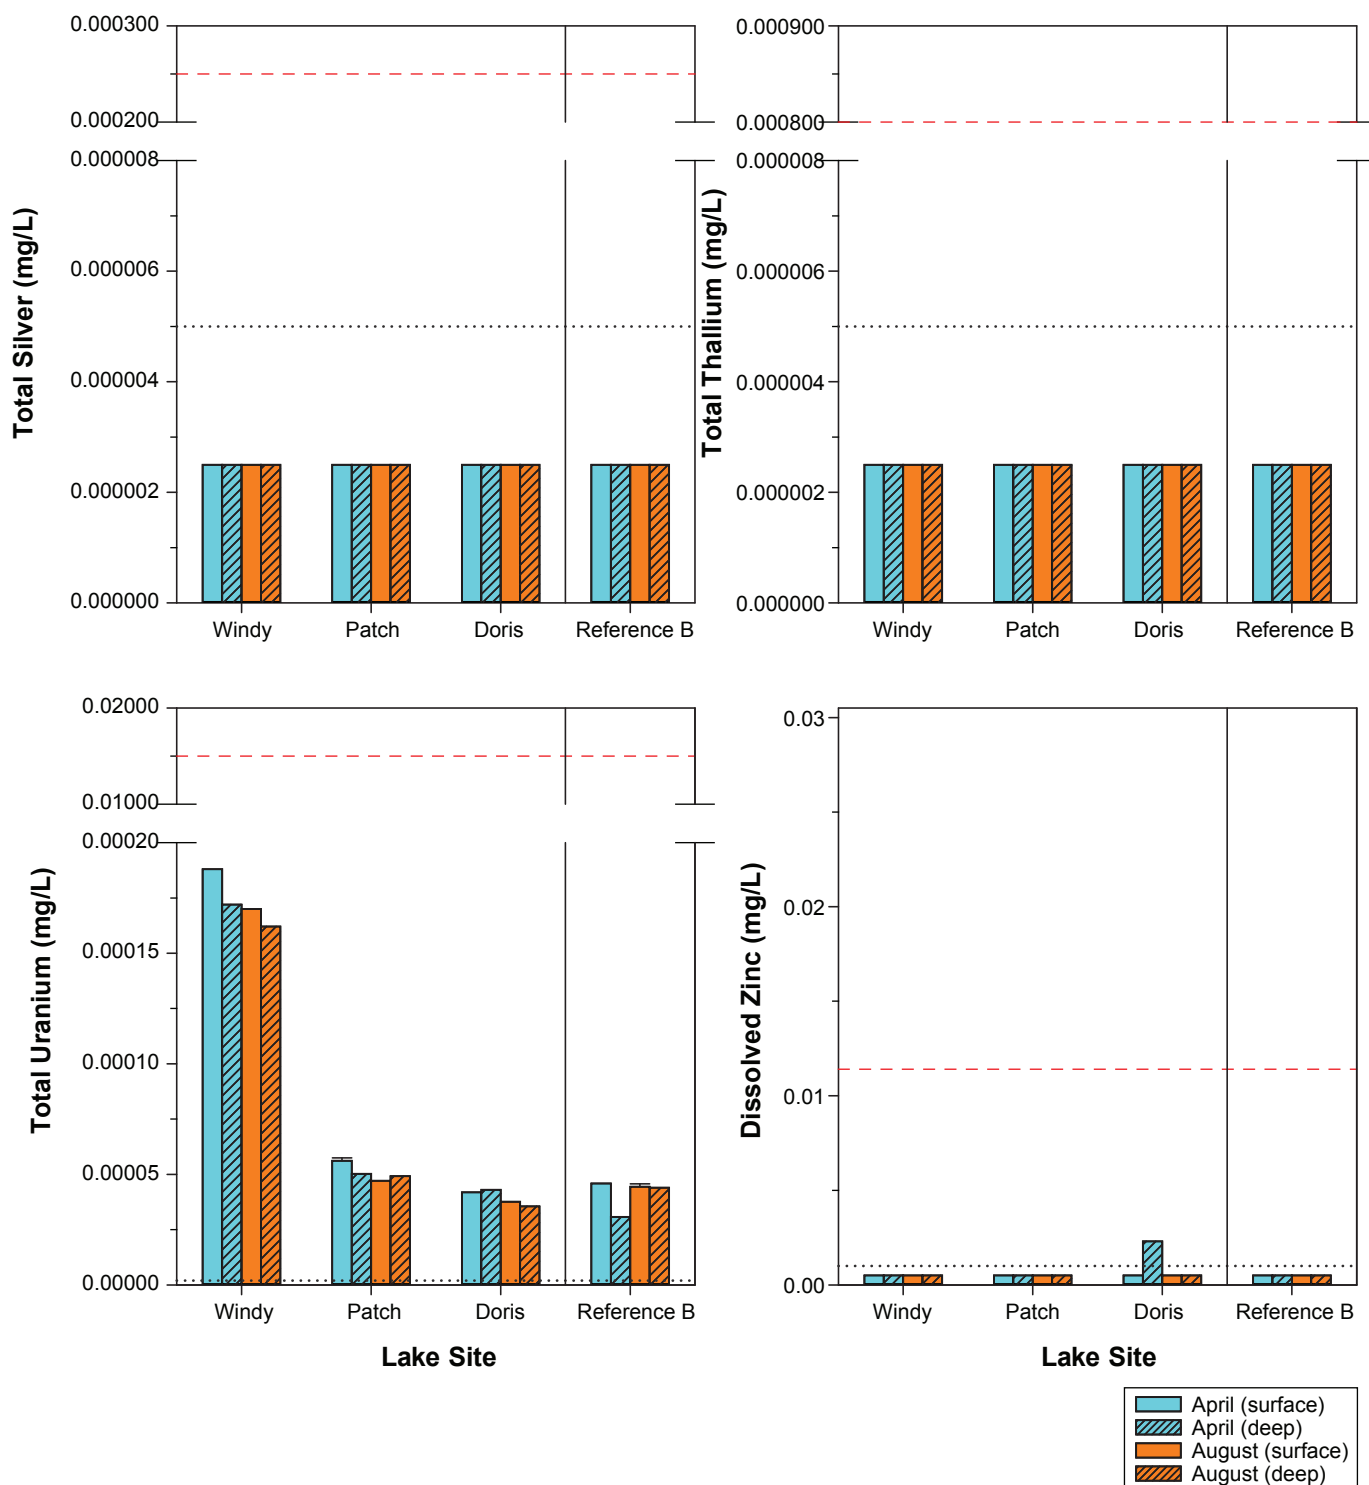 0.000300
0.000200
0.000008
0.000006
0.000004
0.000002
0.000000
Total Silver (mg/L)
Windy Patch Doris Reference B
0.000900
0.000800
0.000008
0.000006
0.000004
0.000002
0.000000
Total Thallium (mg/L)
Windy Patch Doris Reference B
0.02000
0.01000
0.00020
0.00015
0.00010
0.00005
0.00000
Total Uranium (mg/L)
Windy Patch Doris Reference B
Lake Site
0.03
0.02
0.01
0.00
Dissolved Zinc (mg/L)
Windy Patch Doris Reference B
Lake Site
April (surface)
April (deep)
August (surface)
August (deep)